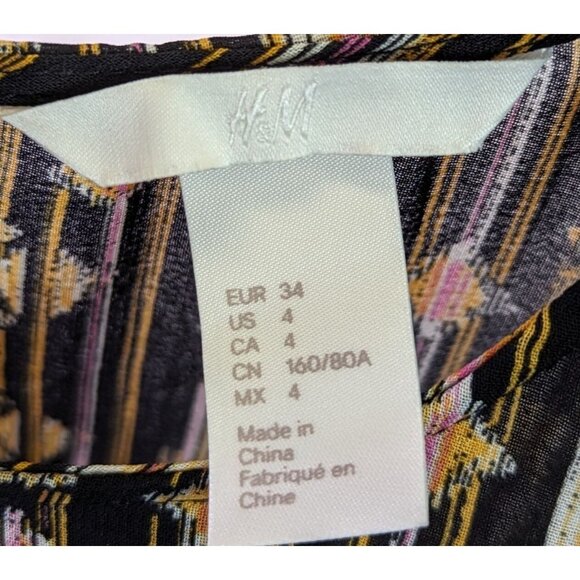 H&M
EUR 34
US 4
CA 4
CN 160/80A
MX 4
Made in
China
Fabriqué en
Chine